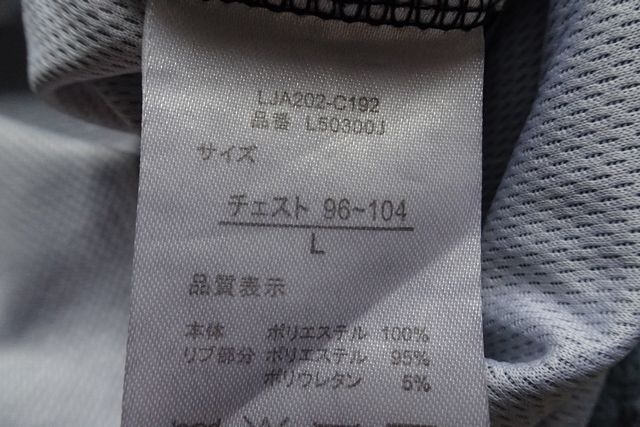 LJA202-C192
品番 L50300J
サイズ
チェスト 96~104
L
品質表示
本体 ポリエステル 100%
リブ部分 ポリエステル 95%
ポリウレタン 5%